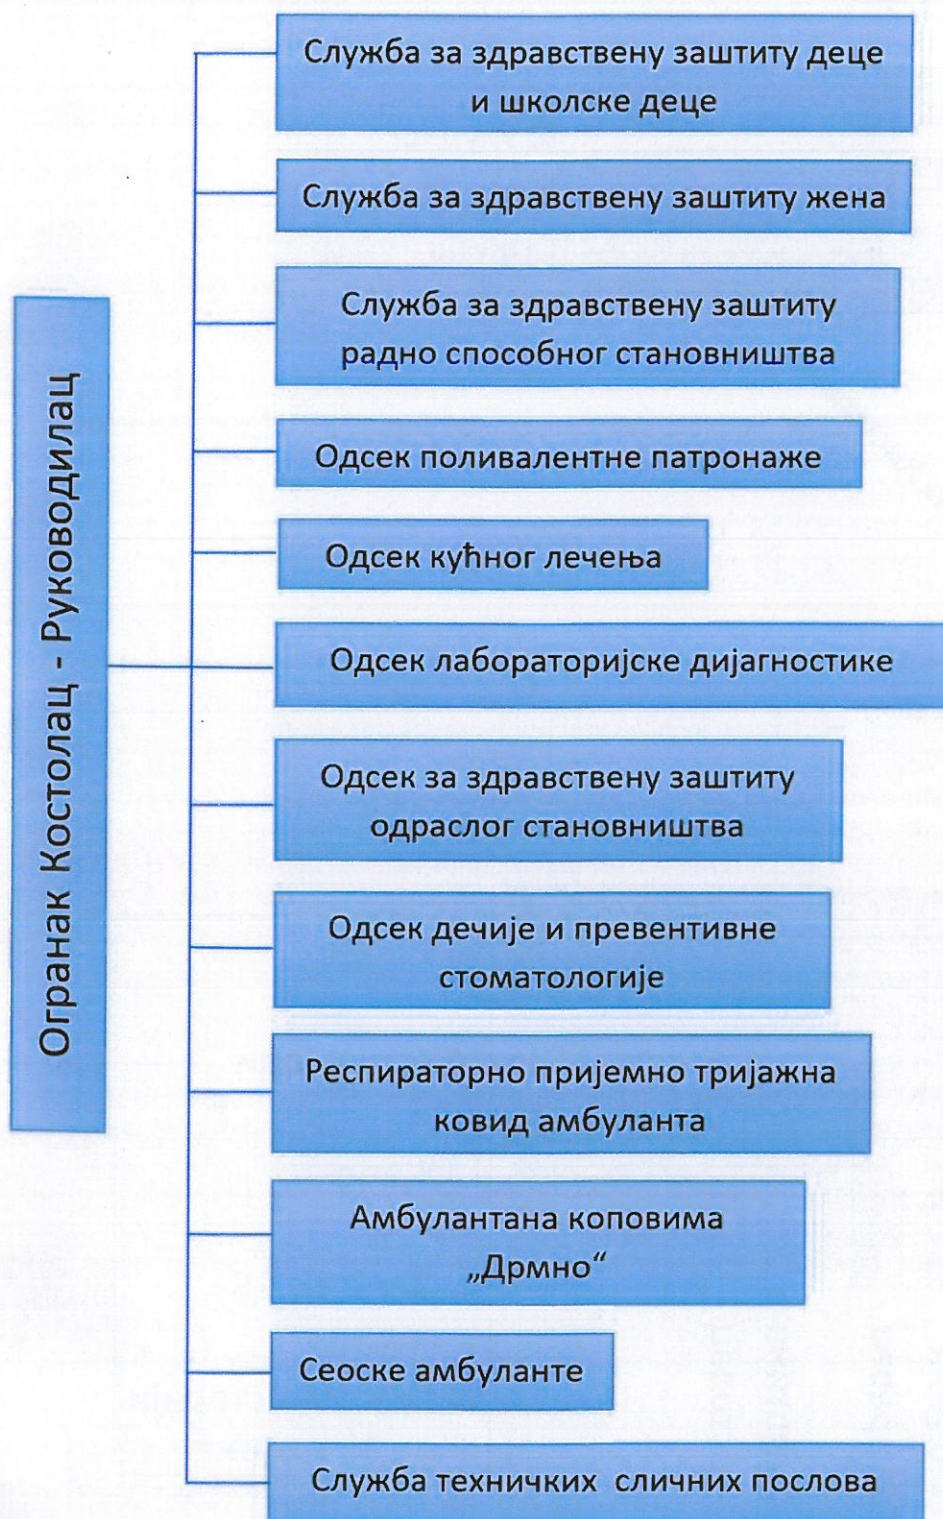 Служба за здравствену заштиту деце
и школске деце
Служба за здравствену заштиту жена
Служба за здравствену заштиту
радно способног становништва
Огранак Костолац - Руководилац
Одсек поливалентне патронаже
Одсек кућног лечења
Одсек лабораторијске дијагностике
Одсек за здравствену заштиту
одраслог становништва
Одсек дечије и превентивне
стоматологије
Респираторно пријемно тријажна
ковид амбуланта
Амбулантана коповима
„Дрмно“
Сеоске амбуланте
Служба техничких  сличних послова